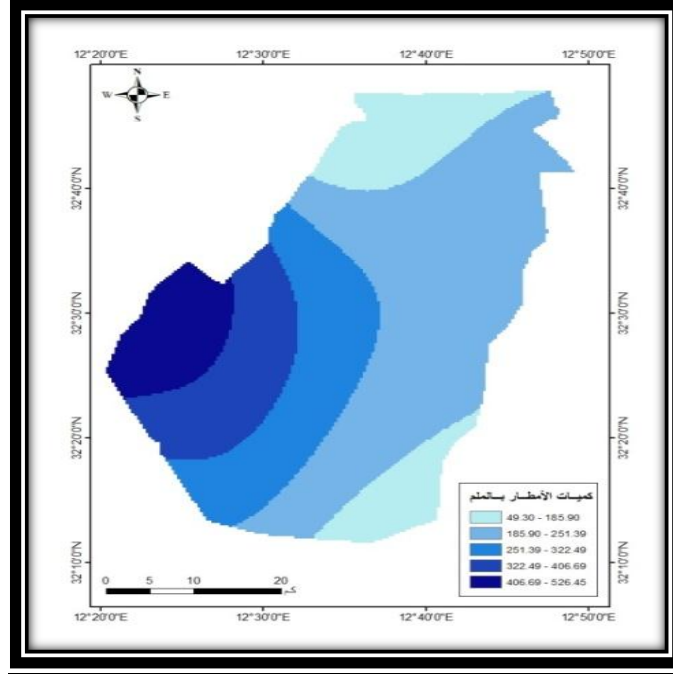 12°20'0"E 12°30'0"E 12°40'0"E 12°50'0"E
N
W E
S
32°40'0"N 32°40'0"N
32°30'0"N 32°30'0"N
32°20'0"N 32°20'0"N
32°10'0"N 32°10'0"N
كميات الأمطار بالملم
49.30 - 185.90
185.90 - 251.39
251.39 - 322.49
322.49 - 406.69
406.69 - 526.45
0 5 10 20
كم
12°20'0"E 12°30'0"E 12°40'0"E 12°50'0"E